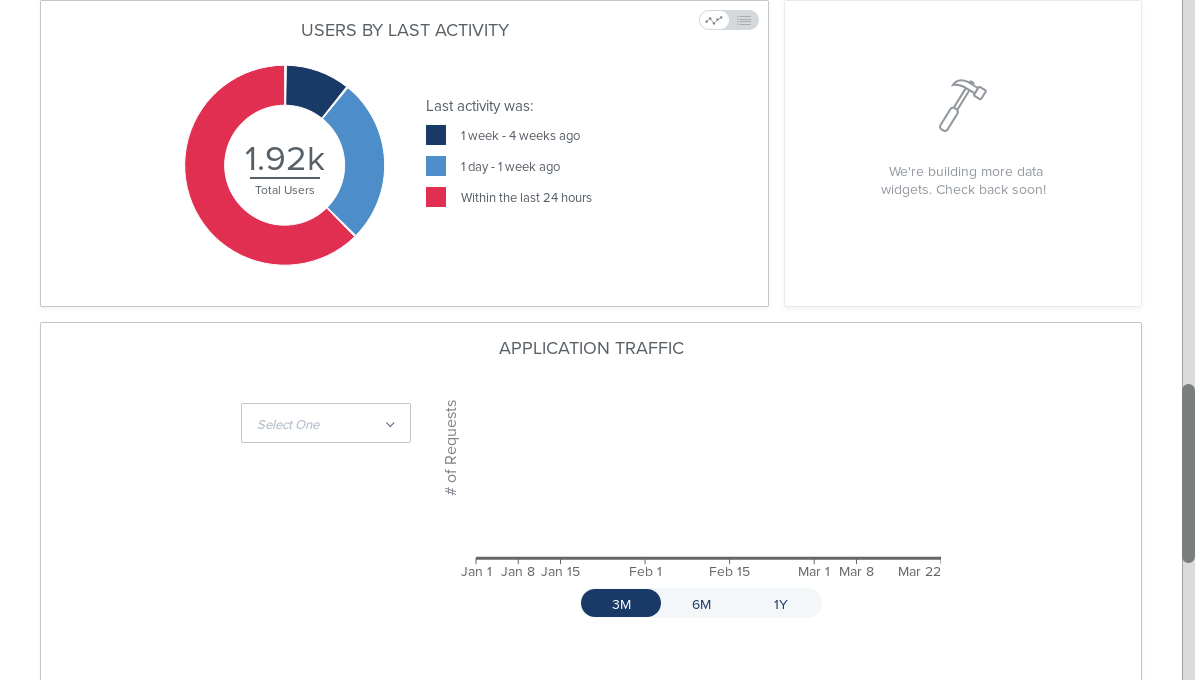 USERS BY LAST ACTIVITY
1.92k
Total Users
Last activity was:
1 week - 4 weeks ago
1 day - 1 week ago
Within the last 24 hours
We're building more data
widgets. Check back soon!
APPLICATION TRAFFIC
Select One
# of Requests
Jan 1 Jan 8 Jan 15 Feb 1 Feb 15 Mar 1 Mar 8 Mar 22
3M 6M 1Y